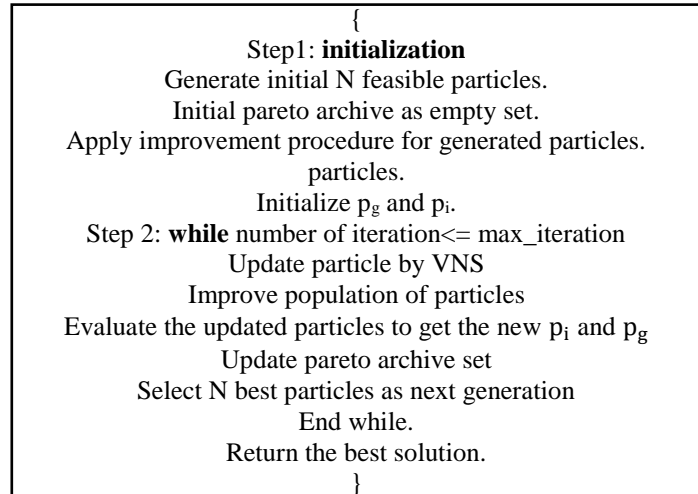 {
Step1: initialization
Generate initial N feasible particles.
Initial pareto archive as empty set.
Apply improvement procedure for generated particles.
particles.
Initialize pg and pi.
Step 2: while number of iteration<= max_iteration
Update particle by VNS
Improve population of particles
Evaluate the updated particles to get the new pi and pg
Update pareto archive set
Select N best particles as next generation
End while.
Return the best solution.
}